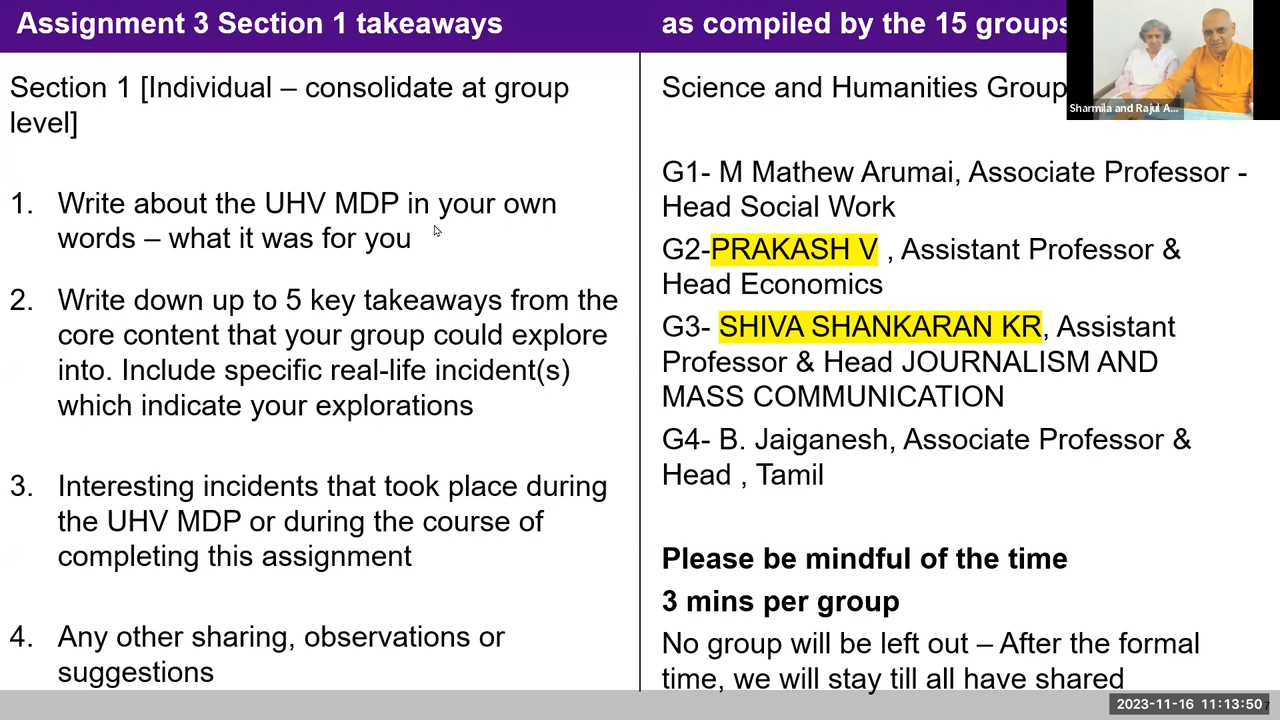 Assignment 3 Section 1 takeaways
as compiled by the 15 groups
Section 1 [Individual – consolidate at group
level]
1. Write about the UHV MDP in your own
words – what it was for you
2. Write down up to 5 key takeaways from the
core content that your group could explore
into. Include specific real-life incident(s)
which indicate your explorations
3. Interesting incidents that took place during
the UHV MDP or during the course of
completing this assignment
4. Any other sharing, observations or
suggestions
Science and Humanities Group
G1- M Mathew Arumai, Associate Professor -
Head Social Work
G2-PRAKASH V , Assistant Professor &
Head Economics
G3- SHIVA SHANKARAN KR, Assistant
Professor & Head JOURNALISM AND
MASS COMMUNICATION
G4- B. Jaiganesh, Associate Professor &
Head , Tamil
Please be mindful of the time
3 mins per group
No group will be left out – After the formal
time, we will stay till all have shared
Sharmila and Rajul A...
2023-11-16 11:13:50
7